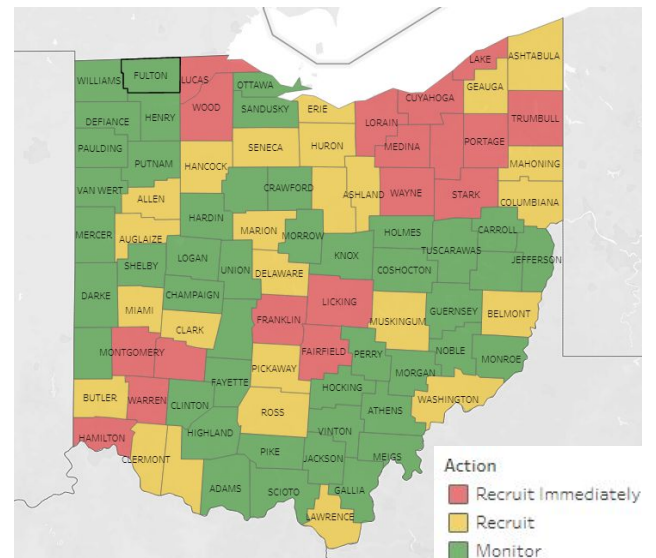 LAKE
ASHTABULA
WILLIAMS
FULTON
LUCAS
OTTAWA
CUYAHOGA
GEAUGA
WOOD
SANDUSKY
ERIE
LORAIN
TRUMBULL
DEFIANCE
HENRY
MEDINA
PORTAGE
PAULDING
SENECA
HURON
PUTNAM
HANCOCK
MAHONING
VAN WERT
CRAWFORD
ASHLAND
WAYNE
STARK
ALLEN
COLUMBIANA
HARDIN
MERCER
AUGLAIZE
MARION
MORROW
HOLMES
CARROLL
TUSCARAWAS
LOGAN
UNION
KNOX
COSHOCTON
JEFFERSON
SHELBY
DELAWARE
DARKE
CHAMPAIGN
LICKING
MIAMI
CLARK
FRANKLIN
MUSKINGUM
GUERNSEY
BELMONT
MONTGOMERY
FAIRFIELD
PERRY
NOBLE
MONROE
PICKAWAY
MORGAN
FAYETTE
HOCKING
BUTLER
WARREN
CLINTON
ROSS
ATHENS
WASHINGTON
HAMILTON
HIGHLAND
VINTON
CLERMONT
PIKE
JACKSON
MEIGS
ADAMS
SCIOTO
GALLIA
LAWRENCE
Action
Recruit Immediately
Recruit
Monitor